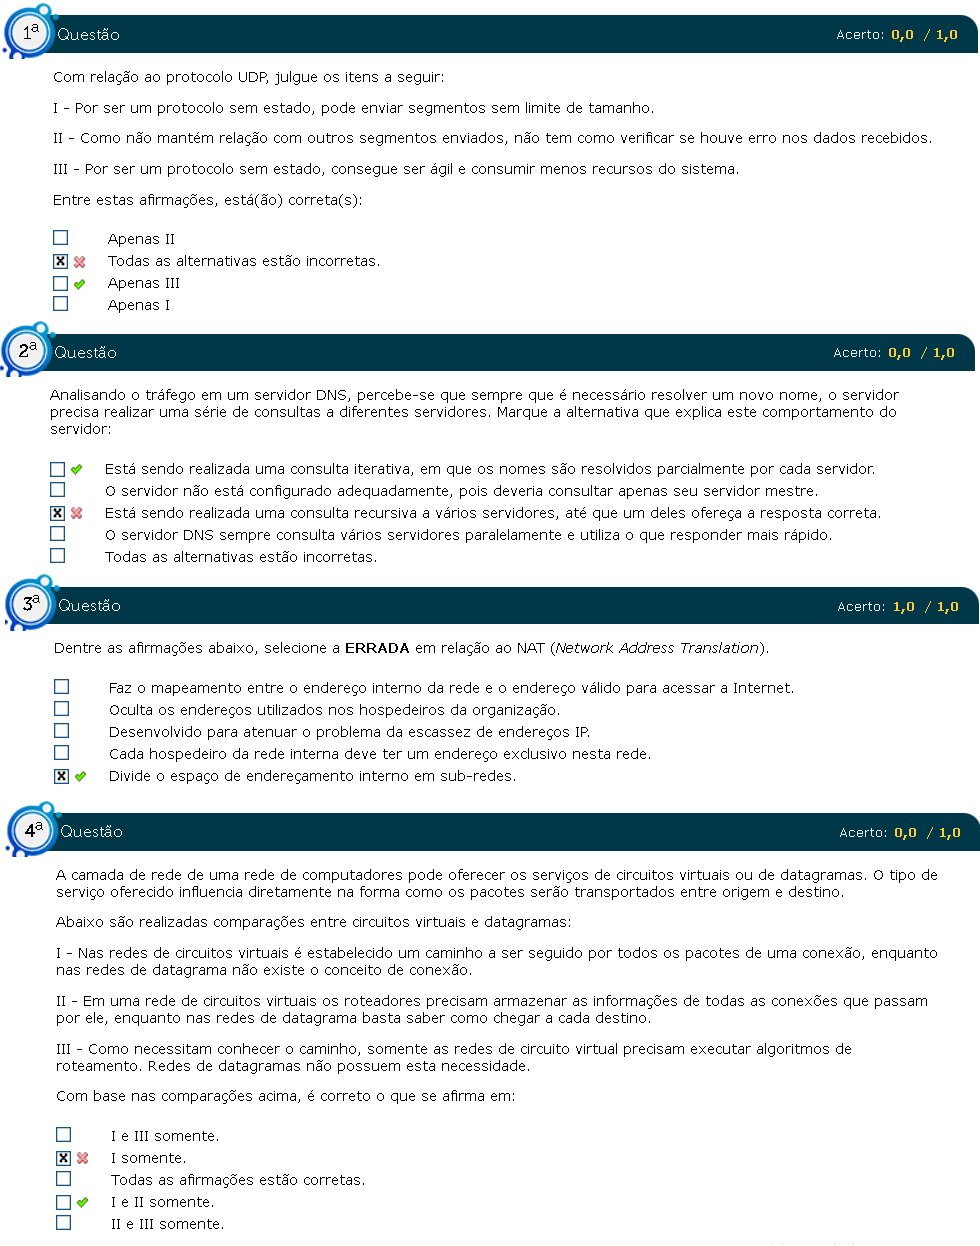 1ª Questão Acerto: 0,0 / 1,0
Com relação ao protocolo UDP, julgue os itens a seguir:
I - Por ser um protocolo sem estado, pode enviar segmentos sem limite de tamanho.
II - Como não mantém relação com outros segmentos enviados, não tem como verificar se houve erro nos dados recebidos.
III - Por ser um protocolo sem estado, consegue ser ágil e consumir menos recursos do sistema.
Entre estas afirmações, está(ão) correta(s):
Apenas II
Todas as alternativas estão incorretas.
Apenas III
Apenas I
2ª Questão Acerto: 0,0 / 1,0
Analisando o tráfego em um servidor DNS, percebe-se que sempre que é necessário resolver um novo nome, o servidor
precisa realizar uma série de consultas a diferentes servidores. Marque a alternativa que explica este comportamento do
servidor:
Está sendo realizada uma consulta iterativa, em que os nomes são resolvidos parcialmente por cada servidor.
O servidor não está configurado adequadamente, pois deveria consultar apenas seu servidor mestre.
Está sendo realizada uma consulta recursiva a vários servidores, até que um deles ofereça a resposta correta.
O servidor DNS sempre consulta vários servidores paralelamente e utiliza o que responder mais rápido.
Todas as alternativas estão incorretas.
3ª Questão Acerto: 1,0 / 1,0
Dentre as afirmações abaixo, selecione a ERRADA em relação ao NAT (Network Address Translation).
Faz o mapeamento entre o endereço interno da rede e o endereço válido para acessar a Internet.
Oculta os endereços utilizados nos hospedeiros da organização.
Desenvolvido para atenuar o problema da escassez de endereços IP.
Cada hospedeiro da rede interna deve ter um endereço exclusivo nesta rede.
Divide o espaço de endereçamento interno em sub-redes.
4ª Questão Acerto: 0,0 / 1,0
A camada de rede de uma rede de computadores pode oferecer os serviços de circuitos virtuais ou de datagramas. O tipo de
serviço oferecido influencia diretamente na forma como os pacotes serão transportados entre origem e destino.
Abaixo são realizadas comparações entre circuitos virtuais e datagramas:
I - Nas redes de circuitos virtuais é estabelecido um caminho a ser seguido por todos os pacotes de uma conexão, enquanto
nas redes de datagrama não existe o conceito de conexão.
II - Em uma rede de circuitos virtuais os roteadores precisam armazenar as informações de todas as conexões que passam
por ele, enquanto nas redes de datagrama basta saber como chegar a cada destino.
III - Como necessitam conhecer o caminho, somente as redes de circuito virtual precisam executar algoritmos de
roteamento. Redes de datagramas não possuem esta necessidade.
Com base nas comparações acima, é correto o que se afirma em:
I e III somente.
I somente.
Todas as afirmações estão corretas.
I e II somente.
II e III somente.